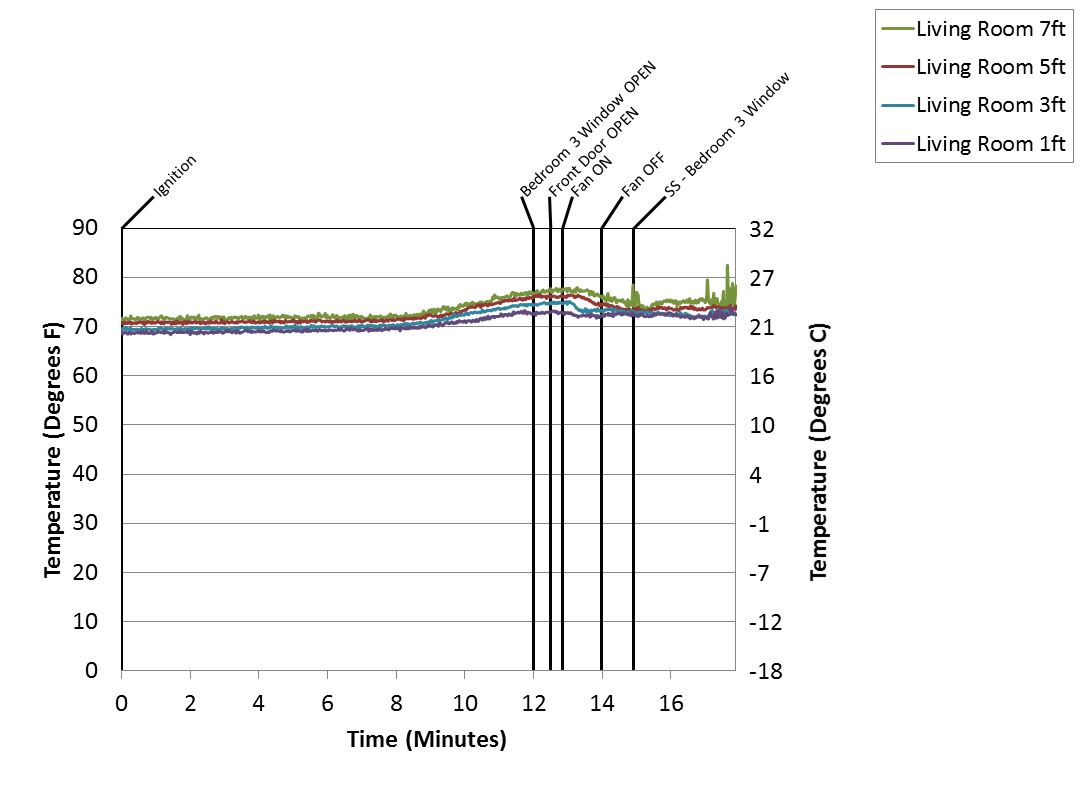 Living Room 7ft
Living Room 5ft
Living Room 3ft
Living Room 1ft
Ignition
Bedroom 3 Window OPEN
Front Door OPEN
Fan ON
Fan OFF
SS - Bedroom 3 Window
90
80
70
60
50
40
30
20
10
0
Temperature (Degrees F)
32
27
21
16
10
4
-1
-7
-12
-18
Temperature (Degrees C)
0 2 4 6 8 10 12 14 16
Time (Minutes)